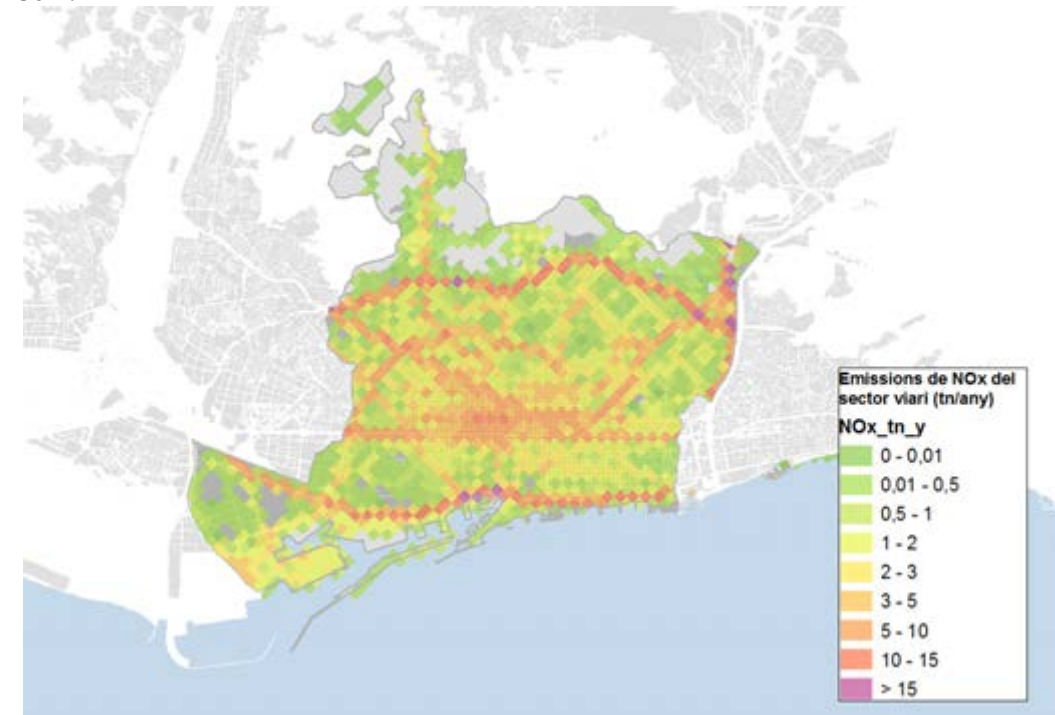 Emissions de NOx del
sector viari (tn/any)
NOx_tn_y
0 - 0,01
0,01 - 0,5
0,5 - 1
1 - 2
2 - 3
3 - 5
5 - 10
10 - 15
> 15